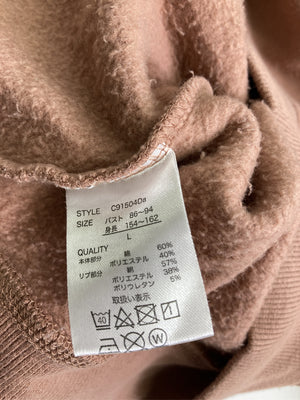 STYLE C91504Da
SIZE バスト 86~94
身長 154~162
L
QUALITY
本体部分 綿 60%
ポリエステル 40%
リブ部分 綿 57%
ポリエステル 38%
ポリウレタン 5%
取扱い表示
40
W